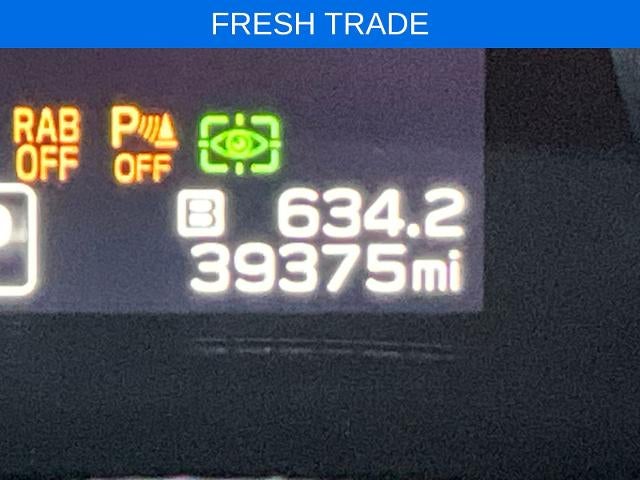 FRESH TRADE
RAB OFF
P OFF
B 634.2
39375mi